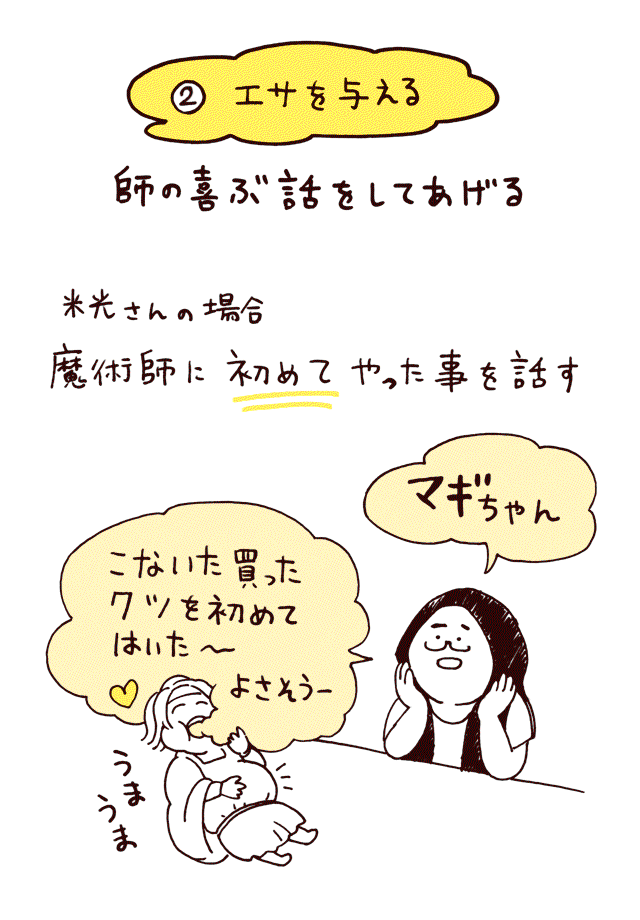 ② エサを与える
師の喜ぶ話をしてあげる
米光さんの場合
魔術師に初めてやった事を話す
マギちゃん
こないた買った
クツを初めて
はいた〜
よさそうー
うま
うま